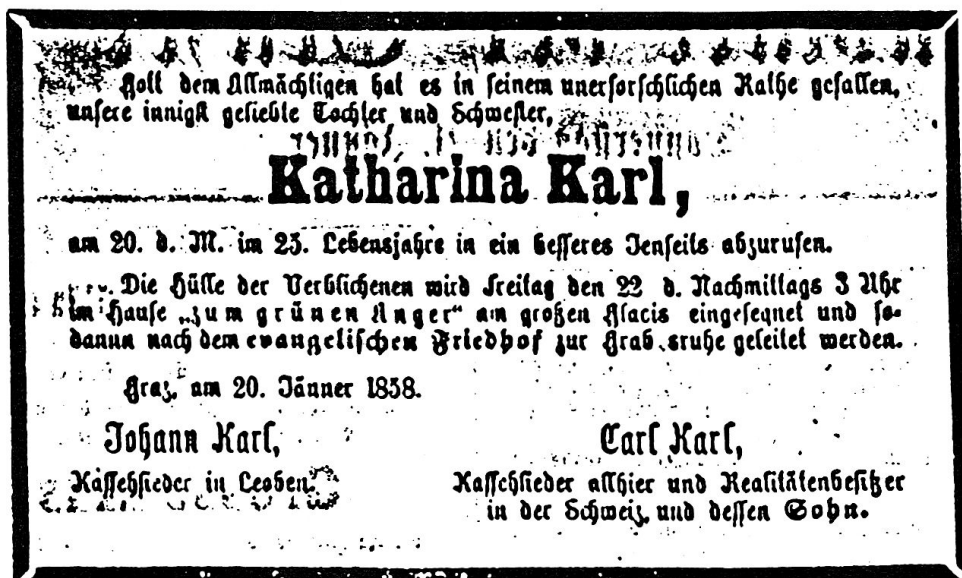 Gott dem Allmächtigen hat es in seinem unerforschlichen Rathe gefallen,
unsere innigst geliebte Tochter und Schwester,
Katharina Karl,
am 20. d. M. im 23. Lebensjahre in ein besseres Jenseits abzurufen.
Die Hülle der Verblichenen wird Freitag den 22 d. Nachmittags 3 Uhr
im Hause „zum grünen Anger“ am großen Glacis eingesegnet und so-
dann nach dem evangelischen Friedhof zur Grabesruhe geleitet werden.
Graz, am 20. Jänner 1858.
Johann Karl,
Kaffehsieder in Leoben.
Carl Karl,
Kaffehsieder allhier und Realitätenbesitzer
in der Schweiz, und dessen Sohn.